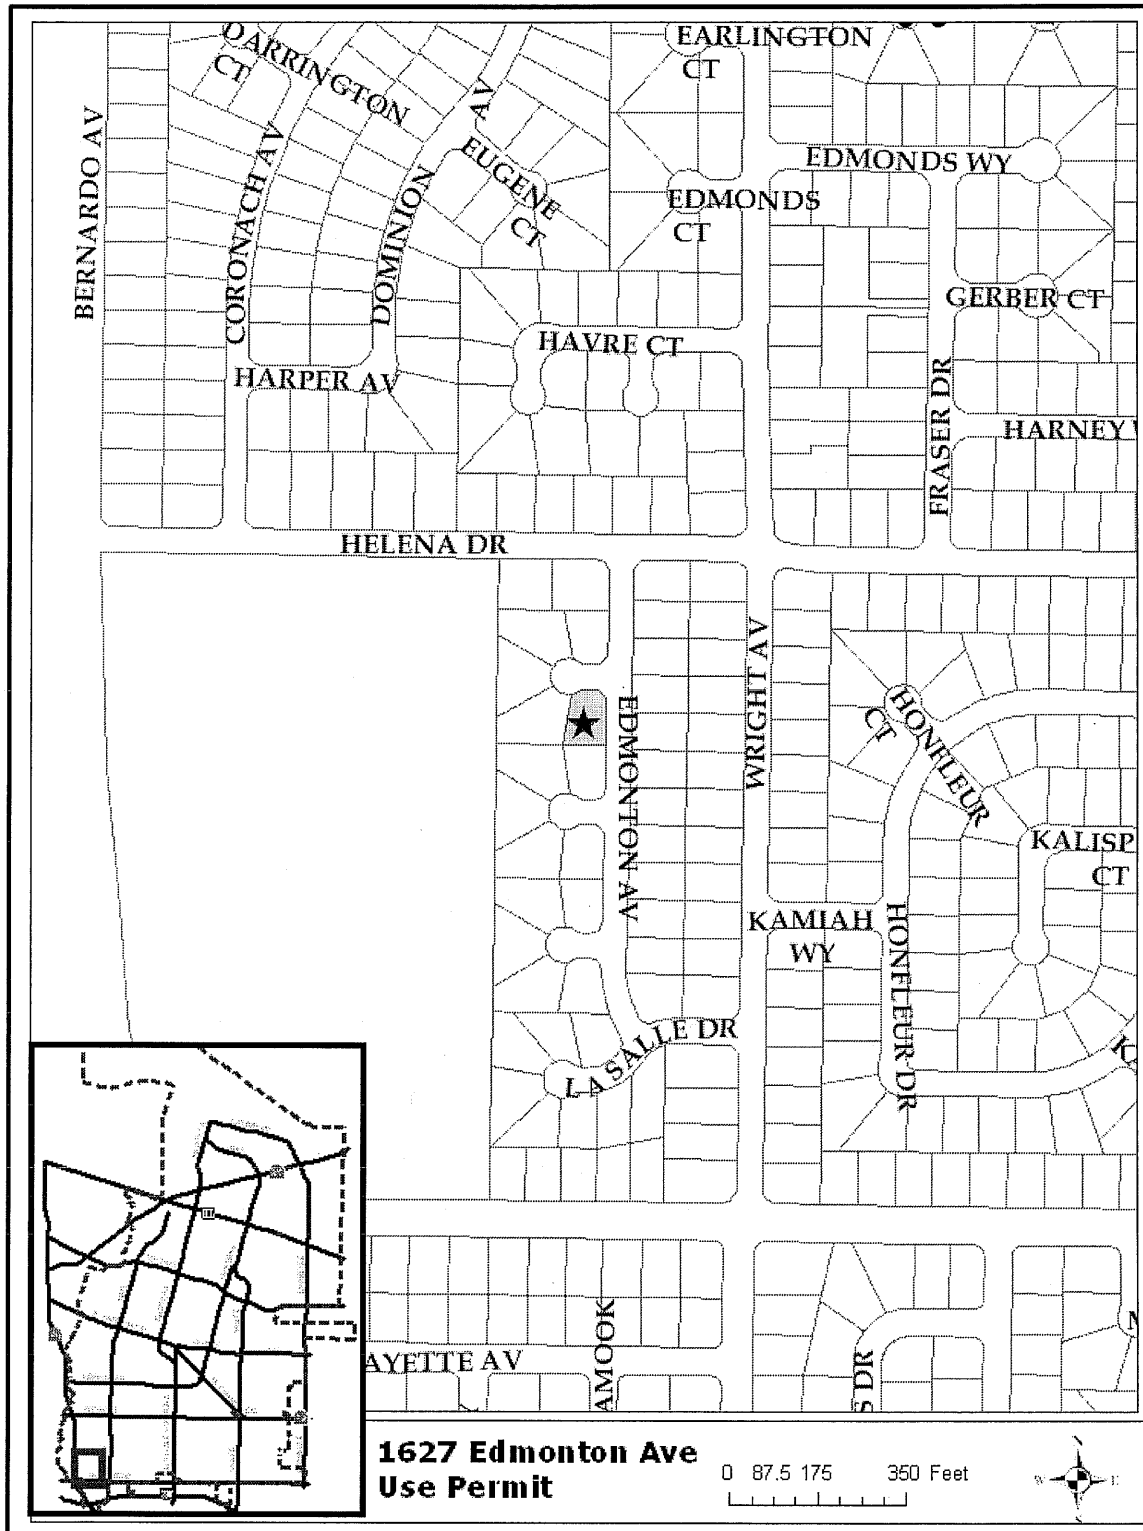 DARRINGTON
CT
EARLINGTON
CT
BERNARDO AV
CORONACH AV
DOMINION
AV
EUGENE
CT
EDMONDS WY
EDMONDS
CT
GERBER CT
HAVRE CT
HARPER AV
FRASER DR
HARNEY
HELENA DR
EDMONTON AV
WRIGHT AV
HONFLEUR
CT
KALISP
CT
KAMIAH
WY
HONFLEUR DR
LASALLE DR
K
AYETTE AV
AMOOK
S DR
1627 Edmonton Ave
Use Permit
0 87.5 175 350 Feet
W E